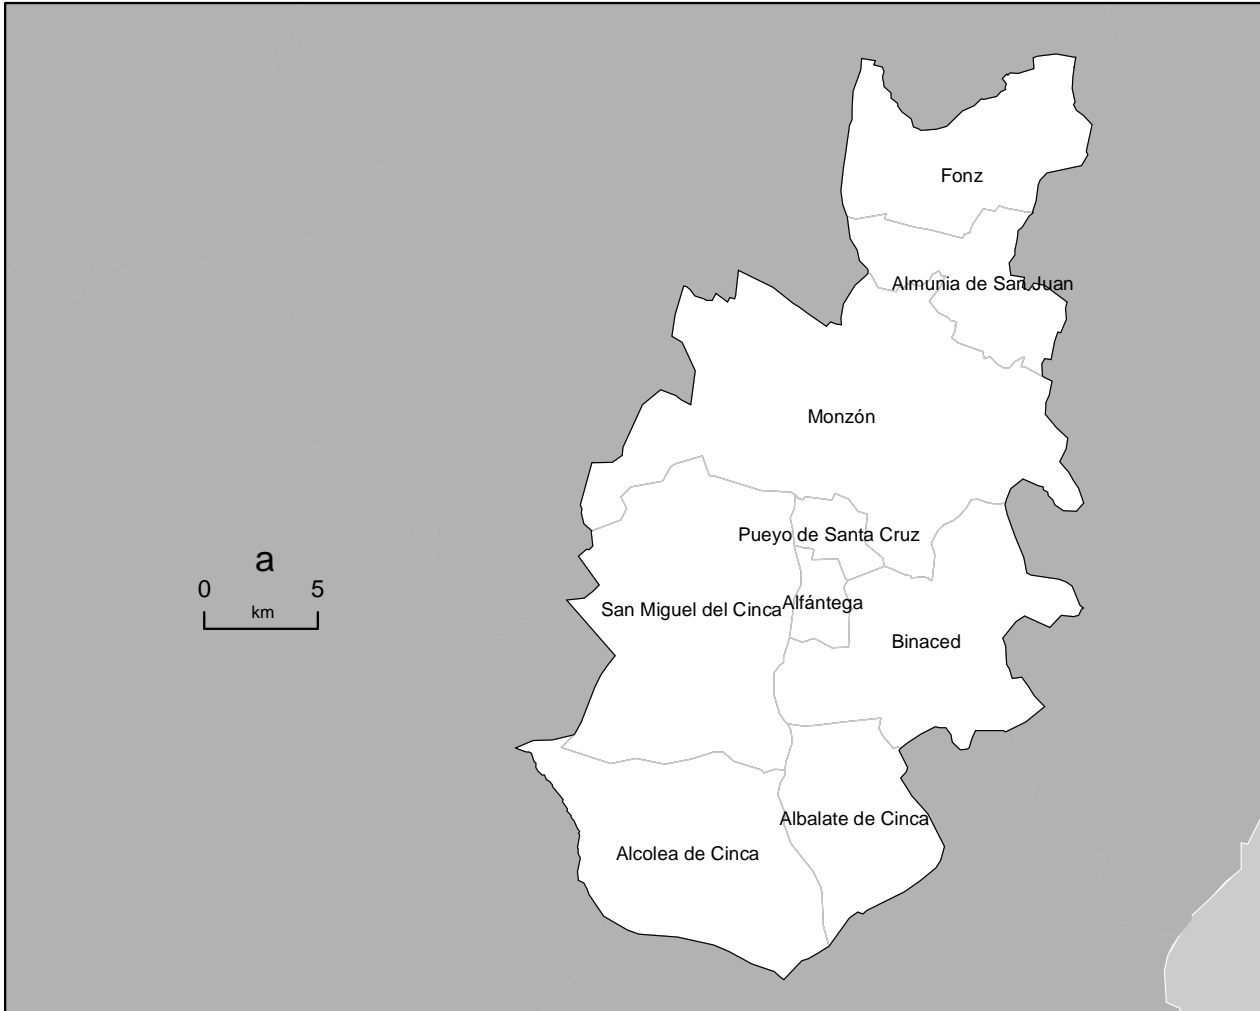 Fonz
Almunia de San Juan
Monzón
Pueyo de Santa Cruz
a
0 5
km
San Miguel del Cinca
Alfántega
Binaced
Albalate de Cinca
Alcolea de Cinca